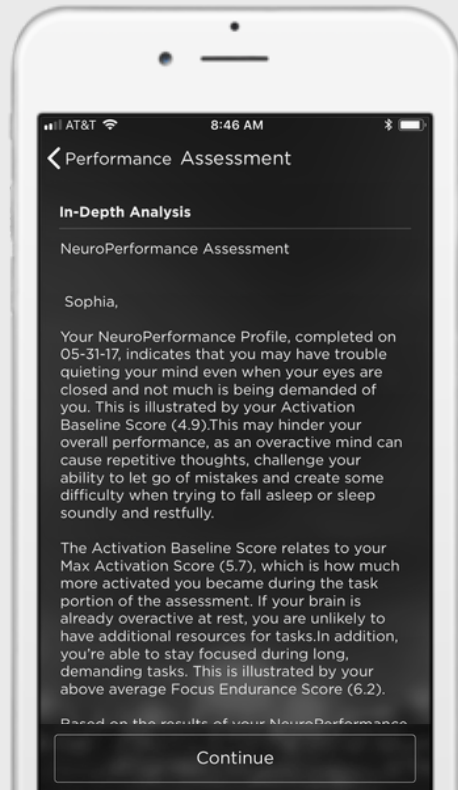 AT&T
8:46 AM
Performance Assessment
In-Depth Analysis
NeuroPerformance Assessment
Sophia,
Your NeuroPerformance Profile, completed on
05-31-17, indicates that you may have trouble
quieting your mind even when your eyes are
closed and not much is being demanded of
you. This is illustrated by your Activation
Baseline Score (4.9).This may hinder your
overall performance, as an overactive mind can
cause repetitive thoughts, challenge your
ability to let go of mistakes and create some
difficulty when trying to fall asleep or sleep
soundly and restfully.
The Activation Baseline Score relates to your
Max Activation Score (5.7), which is how much
more activated you became during the task
portion of the assessment. If your brain is
already overactive at rest, you are unlikely to
have additional resources for tasks.In addition,
you're able to stay focused during long,
demanding tasks. This is illustrated by your
above average Focus Endurance Score (6.2).
Based on the results of your NeuroPerformance
Continue